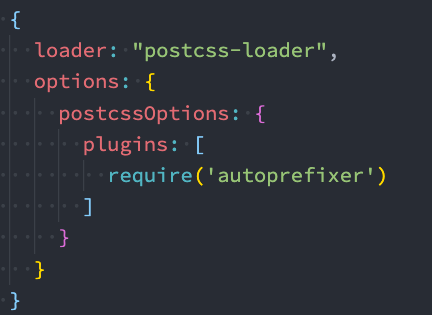 {
loader: "postcss-loader",
options: {
postcssOptions: {
plugins: [
require('autoprefixer')
]
}
}
}